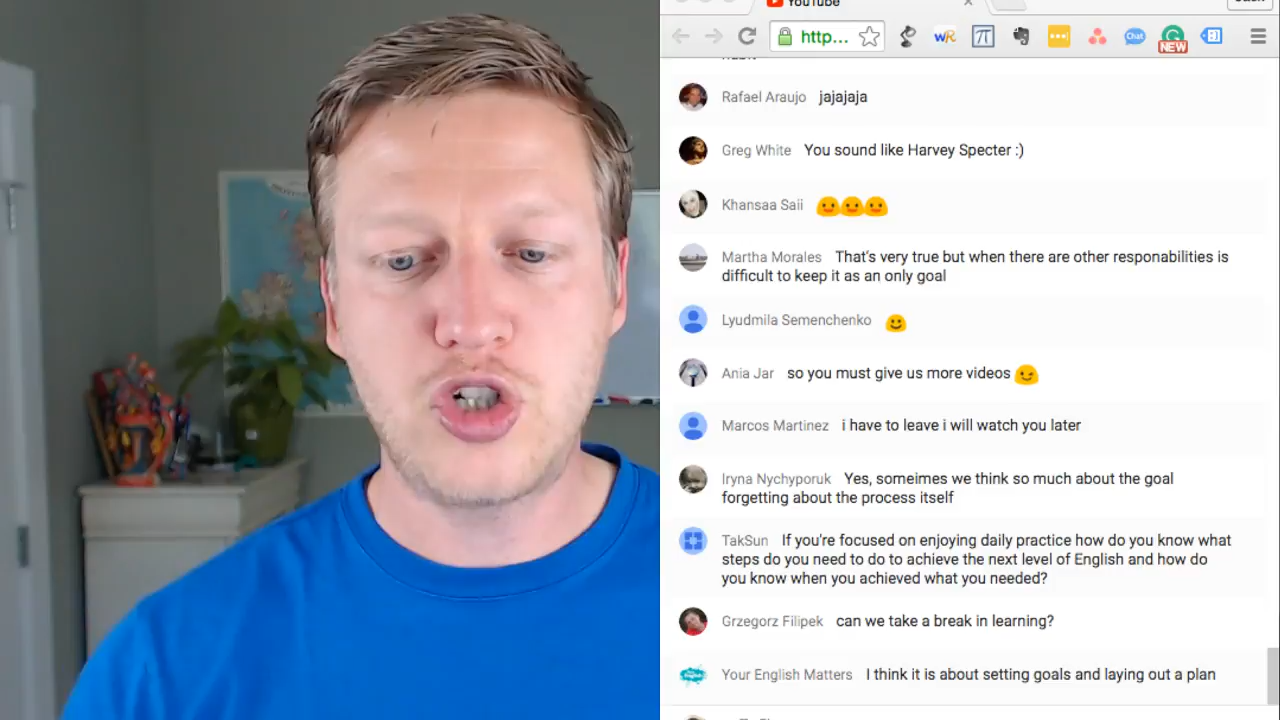 YouTube
http...
wR
π
Chat
NEW
Rafael Araujo jajajaja
Greg White You sound like Harvey Specter :)
Khansaa Saii
Martha Morales That's very true but when there are other responabilities is
difficult to keep it as an only goal
Lyudmila Semenchenko
Ania Jar so you must give us more videos
Marcos Martinez i have to leave i will watch you later
Iryna Nychyporuk Yes, someimes we think so much about the goal
forgetting about the process itself
TakSun If you're focused on enjoying daily practice how do you know what
steps do you need to do to achieve the next level of English and how do
you know when you achieved what you needed?
Grzegorz Filipek can we take a break in learning?
Your English Matters I think it is about setting goals and laying out a plan